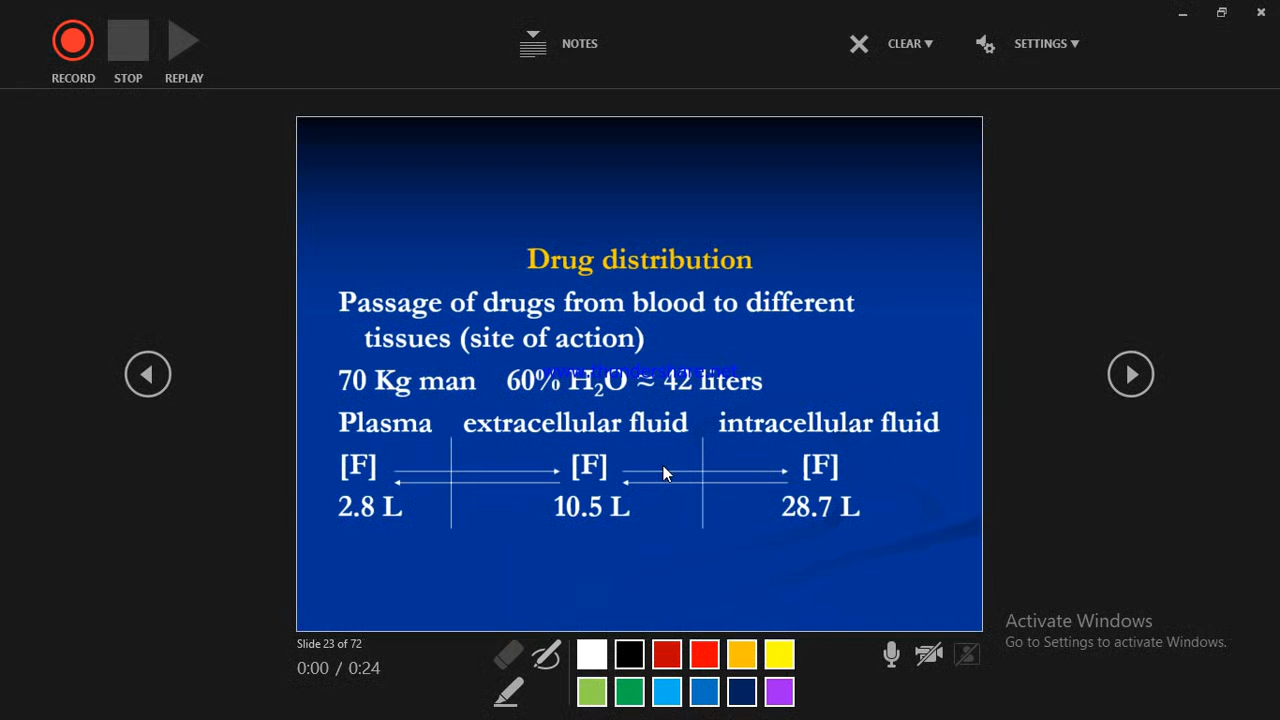 NOTES
CLEAR
SETTINGS
RECORD STOP REPLAY
Drug distribution
Passage of drugs from blood to different
tissues (site of action)
70 Kg man 60% H₂O ≈ 42 liters
Plasma extracellular fluid intracellular fluid
[F] [F] [F]
2.8 L 10.5 L 28.7 L
Slide 23 of 72
0:00 / 0:24
Activate Windows
Go to Settings to activate Windows.